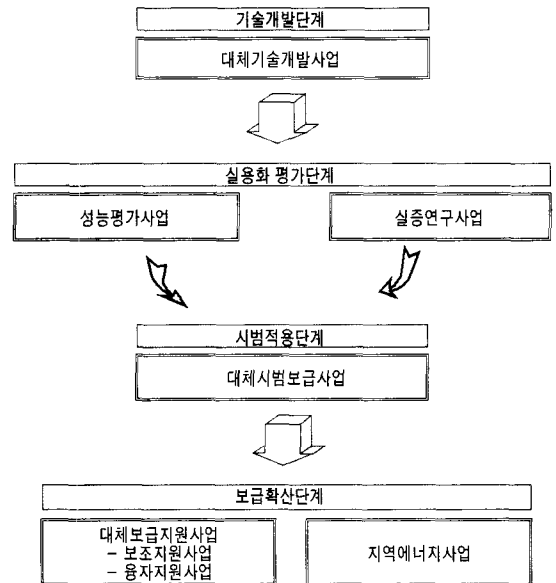 기술개발단계
대체기술개발사업
실용화 평가단계
성능평가사업
실증연구사업
시범적용단계
대체시범보급사업
보급확산단계
대체보급지원사업
- 보조지원사업
- 융자지원사업
지역에너지사업